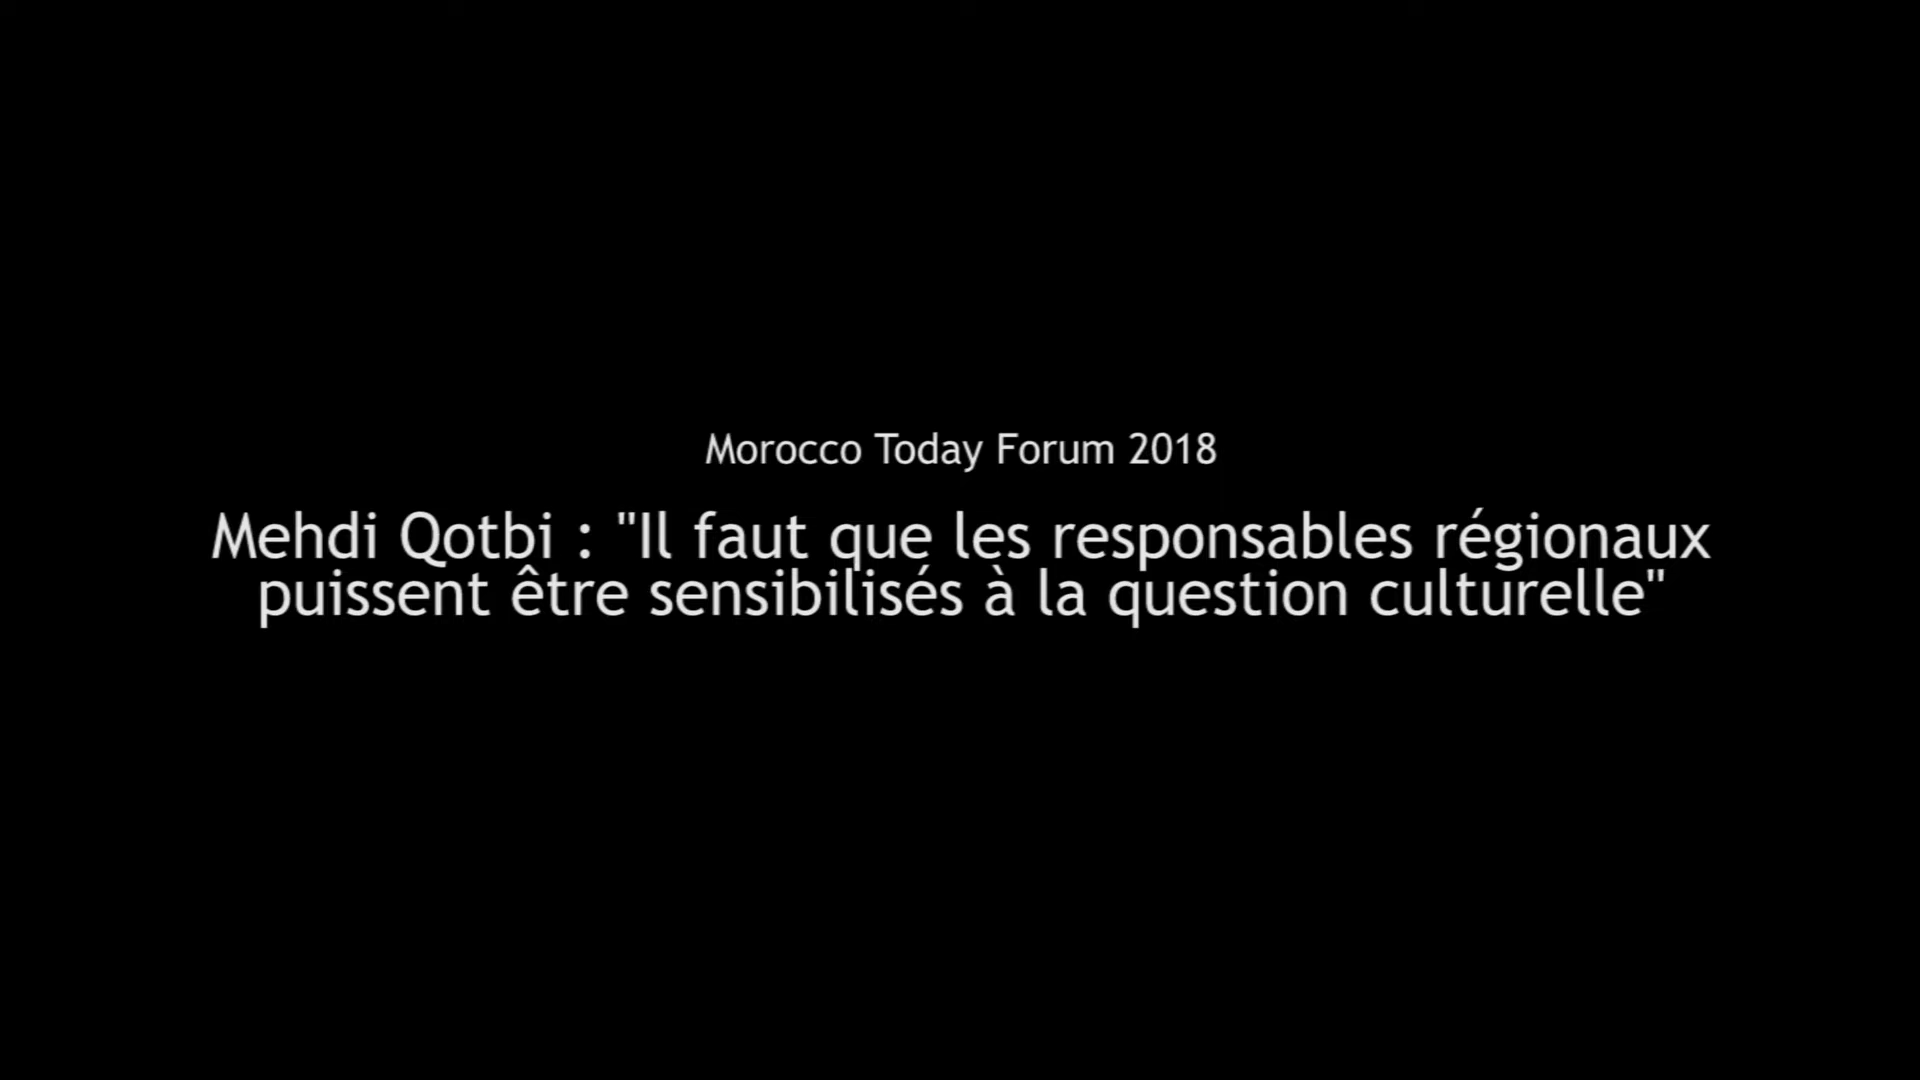 Morocco Today Forum 2018
Mehdi Qotbi : "Il faut que les responsables régionaux
puissent être sensibilisés à la question culturelle"